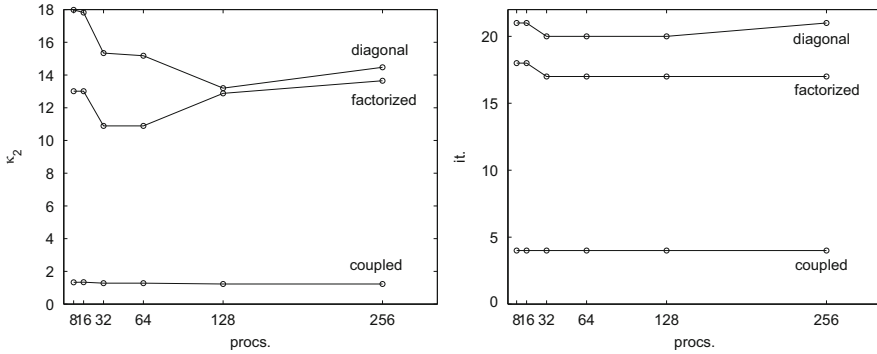 18
16
14
12
10
8
6
4
2
0
κ2
diagonal
factorized
coupled
8 16 32 64 128 256
procs.
20
15
10
5
0
it.
diagonal
factorized
coupled
8 16 32 64 128 256
procs.